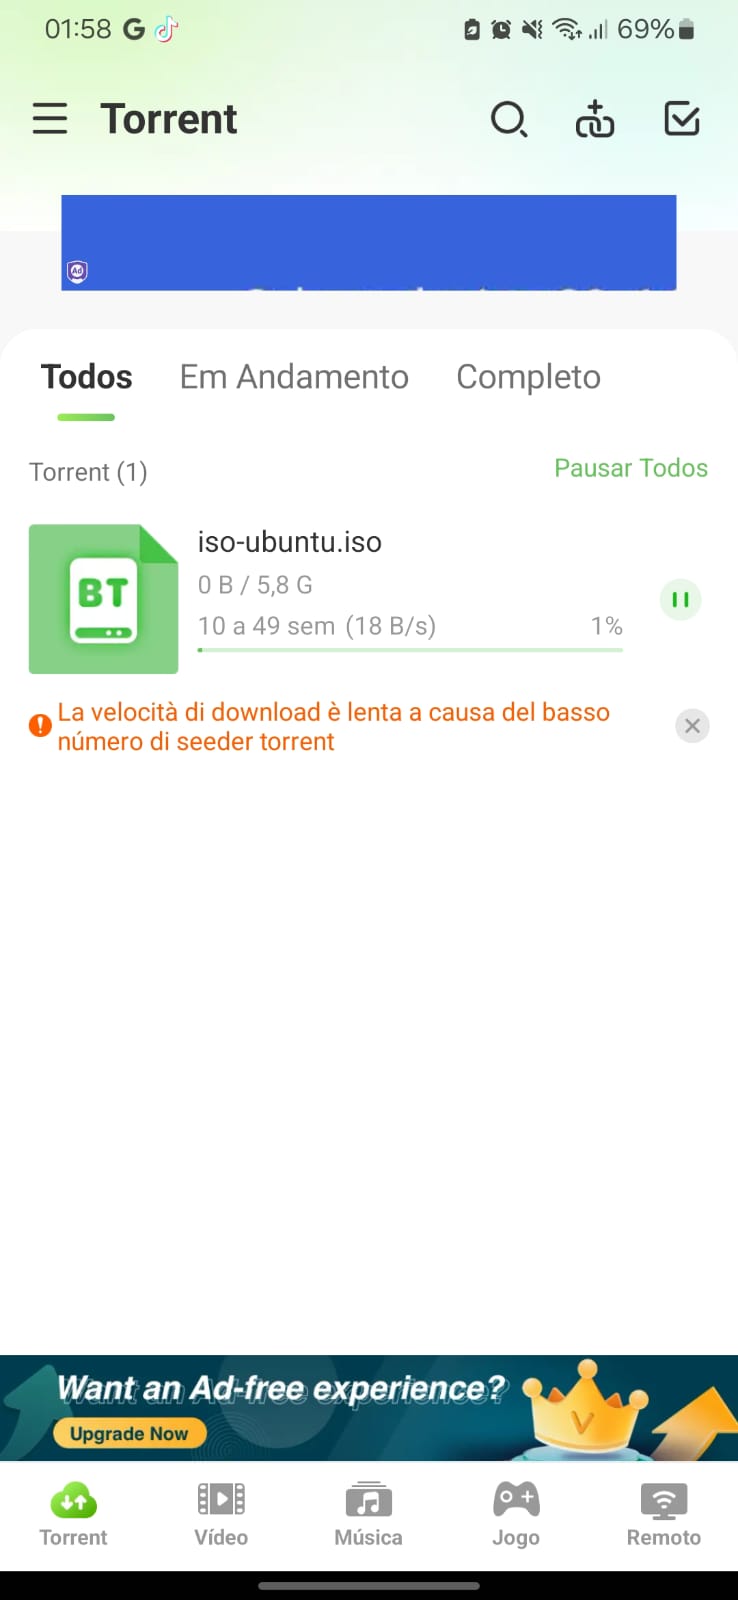 01:58 G 69%
Torrent
Ad
Todos Em Andamento Completo
Torrent (1) Pausar Todos
BT
iso-ubuntu.iso
0 B / 5,8 G
10 a 49 sem (18 B/s) 1%
La velocità di download è lenta a causa del basso
número di seeder torrent
Want an Ad-free experience?
Upgrade Now
V
Torrent Vídeo Música Jogo Remoto